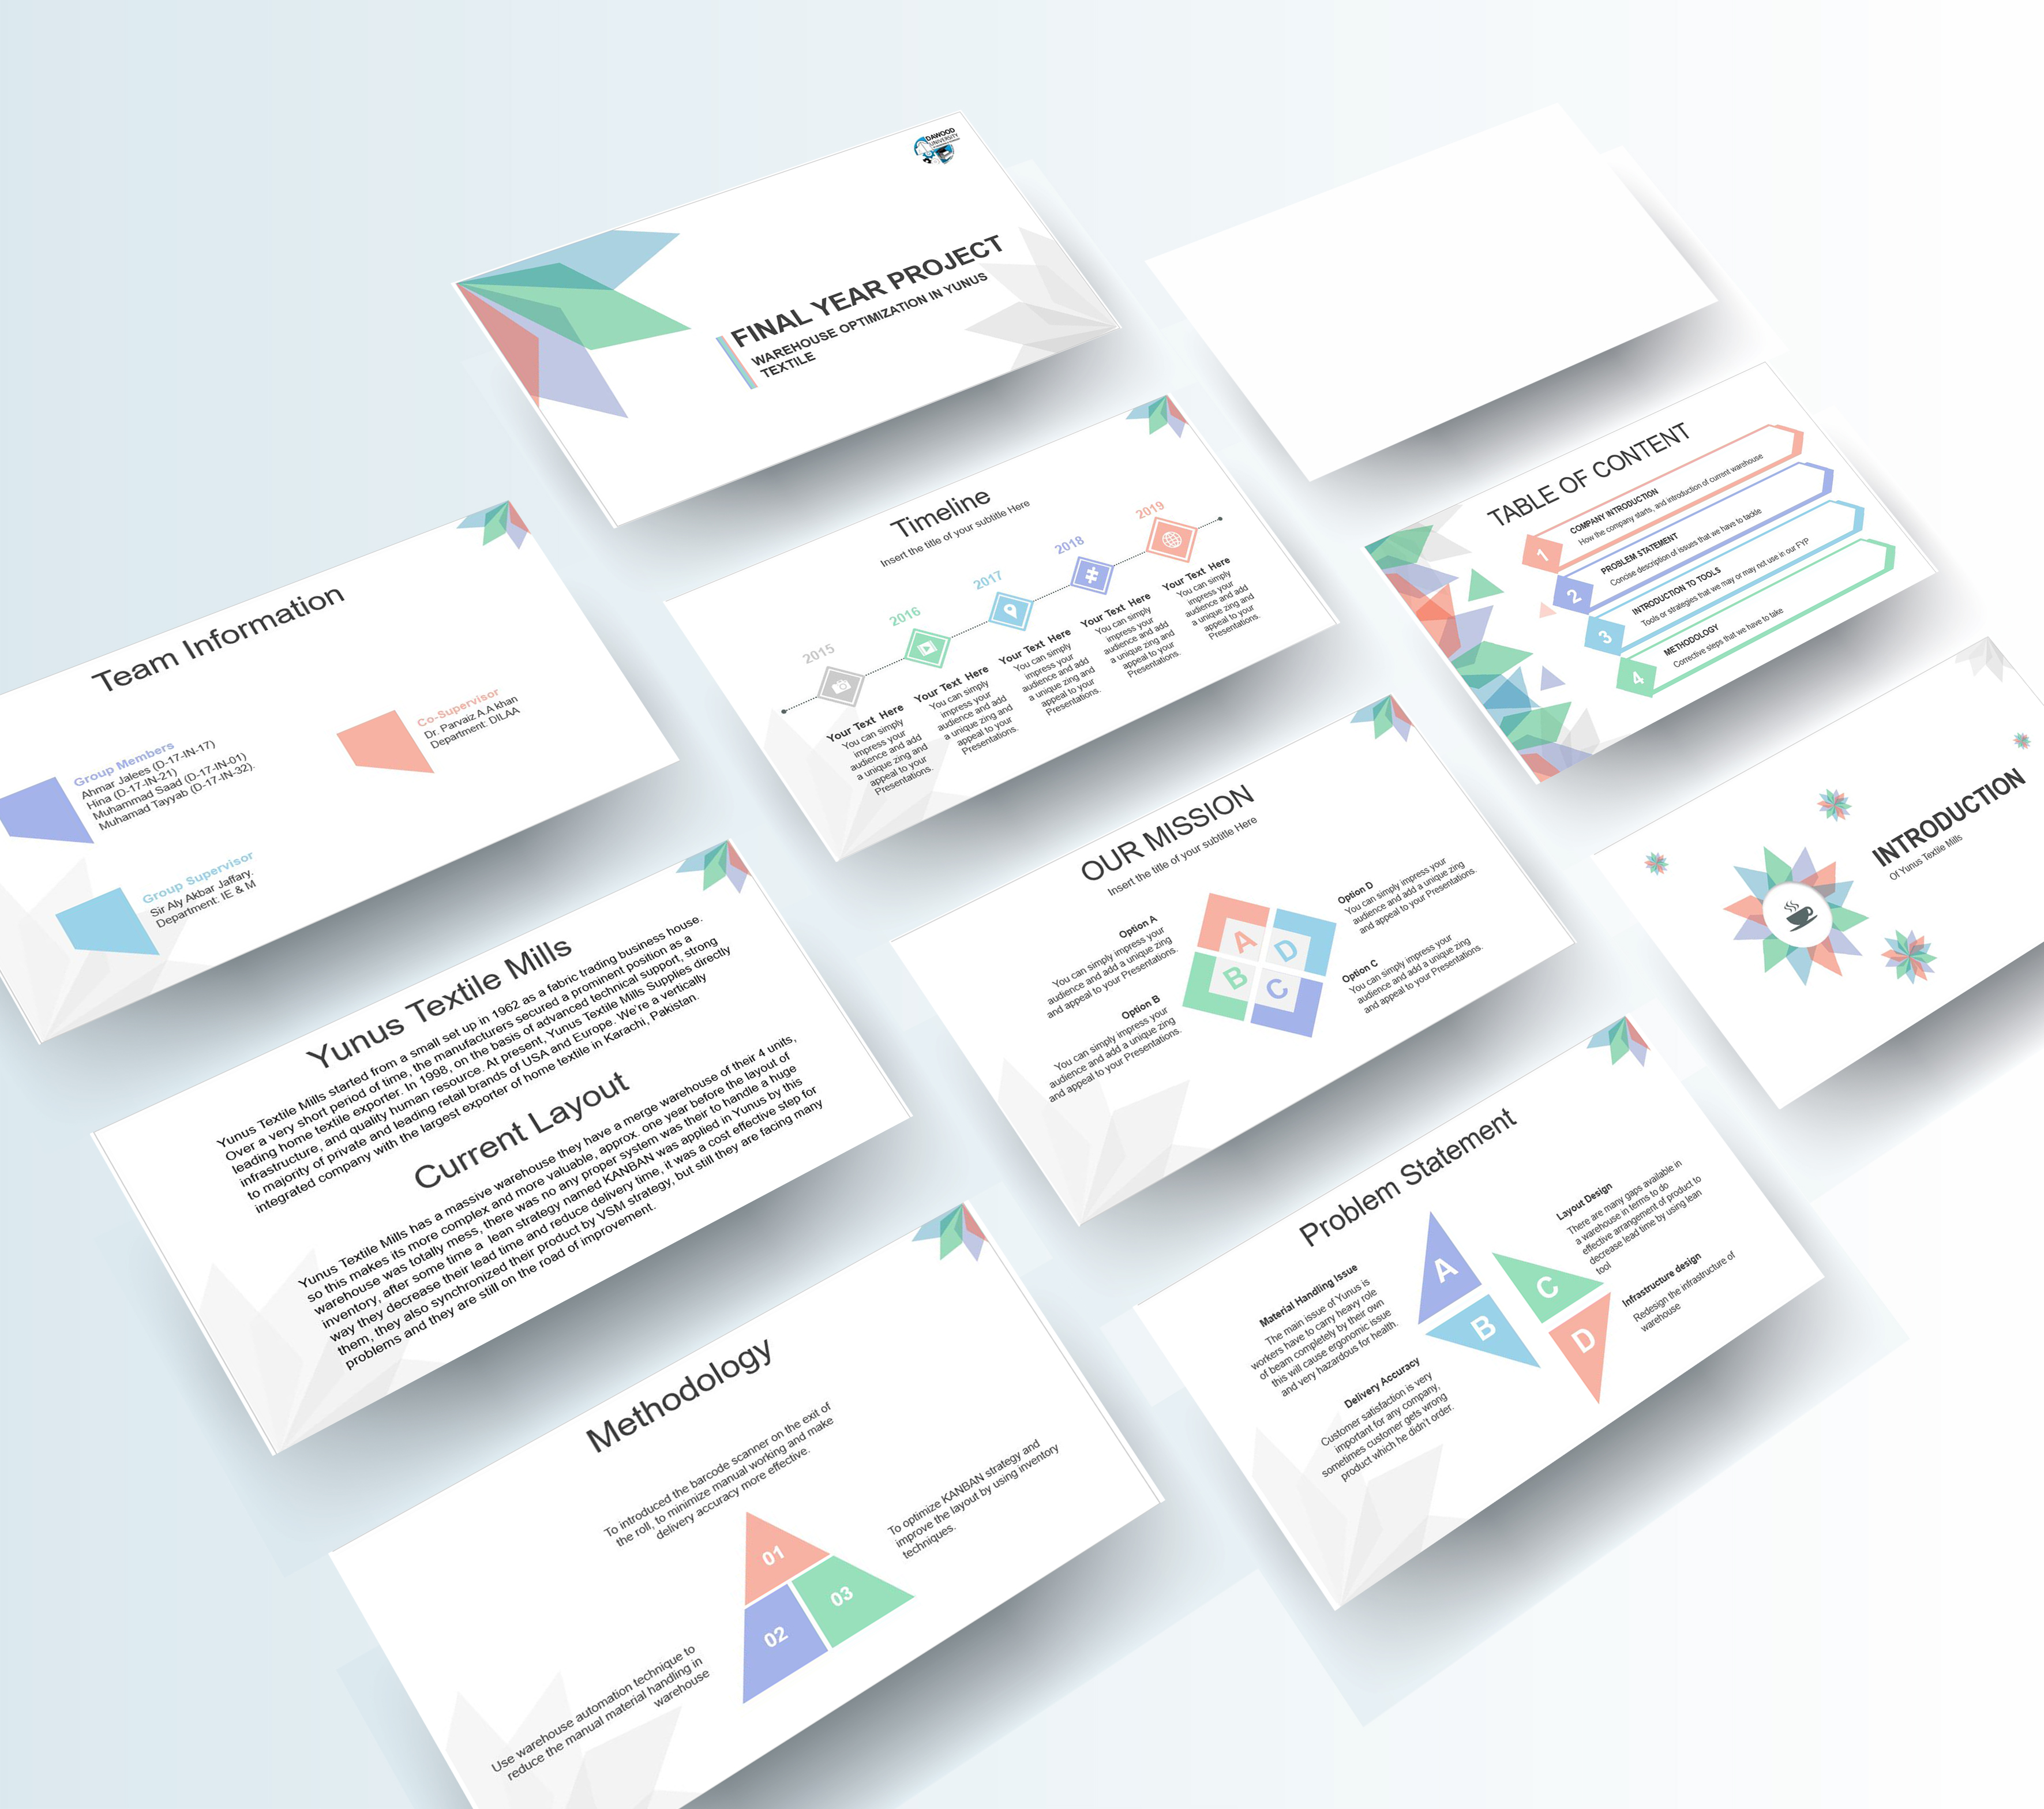 DAWOOD
UNIVERSITY
FINAL YEAR PROJECT
WAREHOUSE OPTIMIZATION IN YUNUS
TEXTILE
Team Information
Group Members
Ahmar Jalees (D-17-IN-17)
Hina (D-17-IN-21)
Muhammad Saad (D-17-IN-01)
Muhamad Tayyab (D-17-IN-32).
Co-Supervisor
Dr. Parvaiz A.A khan
Department: DILAA
Group Supervisor
Sir Aly Akbar Jaffary.
Department: IE & M
Timeline
Insert the title of your subtitle Here
2015
2016
2017
2018
2019
Your Text Here
You can simply
impress your
audience and add
a unique zing and
appeal to your
Presentations.
Your Text Here
You can simply
impress your
audience and add
a unique zing and
appeal to your
Presentations.
Your Text Here
You can simply
impress your
audience and add
a unique zing and
appeal to your
Presentations.
Your Text Here
You can simply
impress your
audience and add
a unique zing and
appeal to your
Presentations.
Your Text Here
You can simply
impress your
audience and add
a unique zing and
appeal to your
Presentations.
TABLE OF CONTENT
1
COMPANY INTRODUCTION
How the company starts, and introduction of current warehouse
2
PROBLEM STATEMENT
Concise description of issues that we have to tackle
3
INTRODUCTION TO TOOLS
Tools or strategies that we may or may not use in our FYP
4
METHODOLOGY
Corrective steps that we have to take
Yunus Textile Mills
Yunus Textile Mills started from a small set up in 1962 as a fabric trading business house.
Over a very short period of time, the manufacturers secured a prominent position as a
leading home textile exporter. In 1998, on the basis of advanced technical support, strong
infrastructure, and quality human resource. At present, Yunus Textile Mills Supplies directly
to majority of private and leading retail brands of USA and Europe. We're a vertically
integrated company with the largest exporter of home textile in Karachi, Pakistan.
Current Layout
Yunus Textile Mills has a massive warehouse they have a merge warehouse of their 4 units,
so this makes its more complex and more valuable, approx. one year before the layout of
warehouse was totally mess, there was no any proper system was their to handle a huge
inventory, after some time a lean strategy named KANBAN was applied in Yunus by this
way they decrease their lead time and reduce delivery time, it was a cost effective step for
them, they also synchronized their product by VSM strategy, but still they are facing many
problems and they are still on the road of improvement.
OUR MISSION
Insert the title of your subtitle Here
Option A
You can simply impress your
audience and add a unique zing
and appeal to your Presentations.
Option B
You can simply impress your
audience and add a unique zing
and appeal to your Presentations.
A
D
B
C
Option D
You can simply impress your
audience and add a unique zing
and appeal to your Presentations.
Option C
You can simply impress your
audience and add a unique zing
and appeal to your Presentations.
INTRODUCTION
Of Yunus Textile Mills
Methodology
To introduced the barcode scanner on the exit of
the roll, to minimize manual working and make
delivery accuracy more effective.
To optimize KANBAN strategy and
improve the layout by using inventory
techniques.
01
02
03
Use warehouse automation technique to
reduce the manual material handling in
warehouse
Problem Statement
Material Handling Issue
The main issue of Yunus is
workers have to carry heavy role
of beam completely by their own
this will cause ergonomic issue
and very hazardous for health.
Delivery Accuracy
Customer satisfaction is very
important for any company,
sometimes customer gets wrong
product which he didn't order.
A
B
C
D
Layout Design
There are many gaps available in
a warehouse in terms to do
effective arrangement of product to
decrease lead time by using lean
tool
Infrastructure design
Redesign the infrastructure of
warehouse